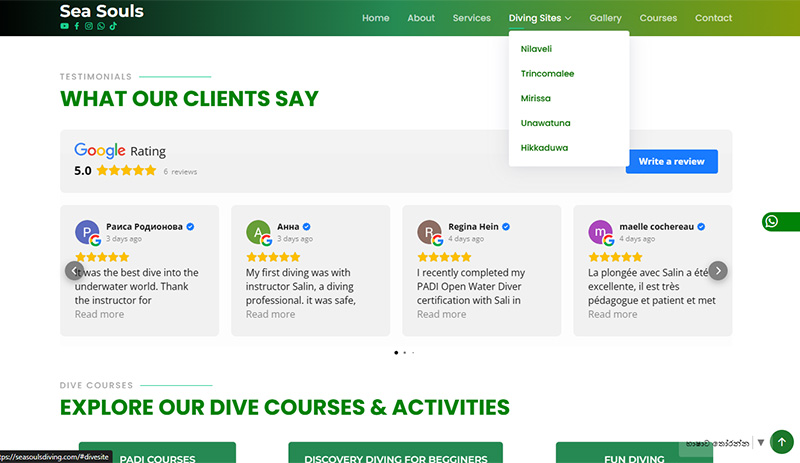 Sea Souls
Home About Services Diving Sites Gallery Courses Contact
Nilaveli
Trincomalee
Mirissa
Unawatuna
Hikkaduwa
TESTIMONIALS
WHAT OUR CLIENTS SAY
Google Rating
5.0 6 reviews
Write a review
Раиса Родионова
3 days ago
It was the best dive into the
underwater world. Thank
the instructor for
Read more
Анна
3 days ago
My first diving was with
instructor Salin, a diving
professional. it was safe,
Read more
Regina Hein
4 days ago
I recently completed my
PADI Open Water Diver
certification with Sali in
Read more
maelle cochereau
4 days ago
La plongée avec Salin a été
excellente, il est très
pédagogue et patient et met
Read more
DIVE COURSES
EXPLORE OUR DIVE COURSES & ACTIVITIES
PADI COURSES
DISCOVERY DIVING FOR BEGGINERS
FUN DIVING
භාෂාව තෝරන්න
ttps://seasoulsdiving.com/#divesite